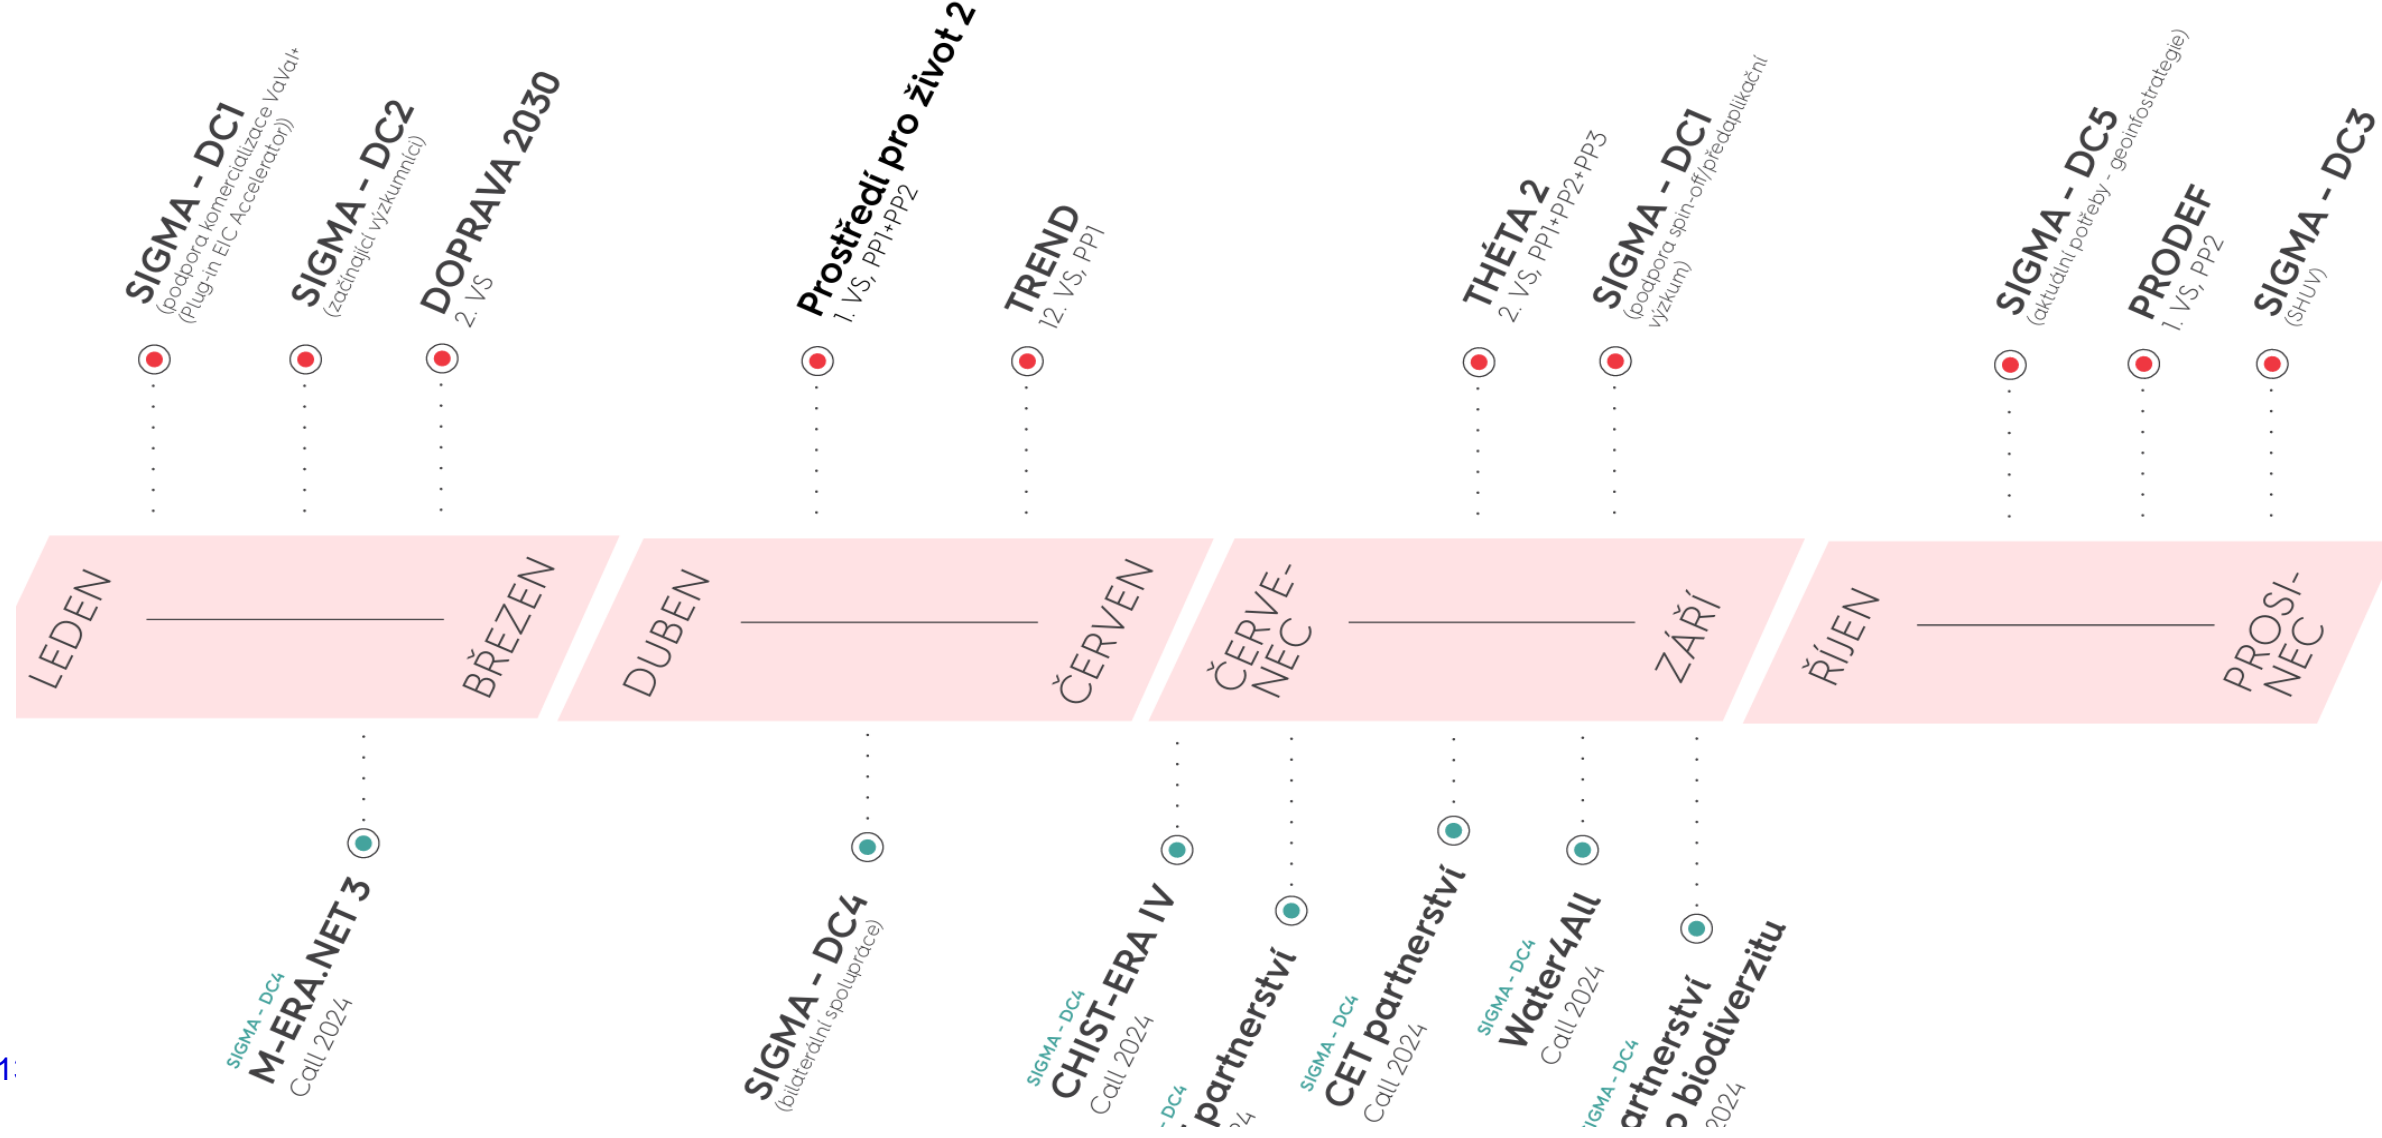 SIGMA - DC1
(podpora komercializace VaVaI+
(Plug-in EIC Accelerator))
SIGMA - DC2
(začínající výzkumníci)
DOPRAVA 2030
2. VS
Prostředí pro život 2
1. VS, PP1+PP2
TREND
12. VS, PP1
THÉTA 2
2. VS, PP1+PP2+PP3
SIGMA - DC1
(podpora spin-off/předaplikační
výzkum)
SIGMA - DC5
(aktuální potřeby - geoinfostrategie)
PRODEF
1. VS, PP2
SIGMA - DC3
(SHUV)
LEDEN
BŘEZEN
DUBEN
ČERVEN
ČERVE-
NEC
ZÁŘÍ
ŘÍJEN
PROSI-
NEC
SIGMA - DC4
M-ERA.NET 3
Call 2024
SIGMA - DC4
(bilaterální spolupráce)
SIGMA - DC4
CHIST-ERA IV
Call 2024
- DC4
partnerství
SIGMA - DC4
CET partnerství
Call 2024
SIGMA - DC4
Water4All
Call 2024
IGMA - DC4
artnerství
o biodiverzitu
2024